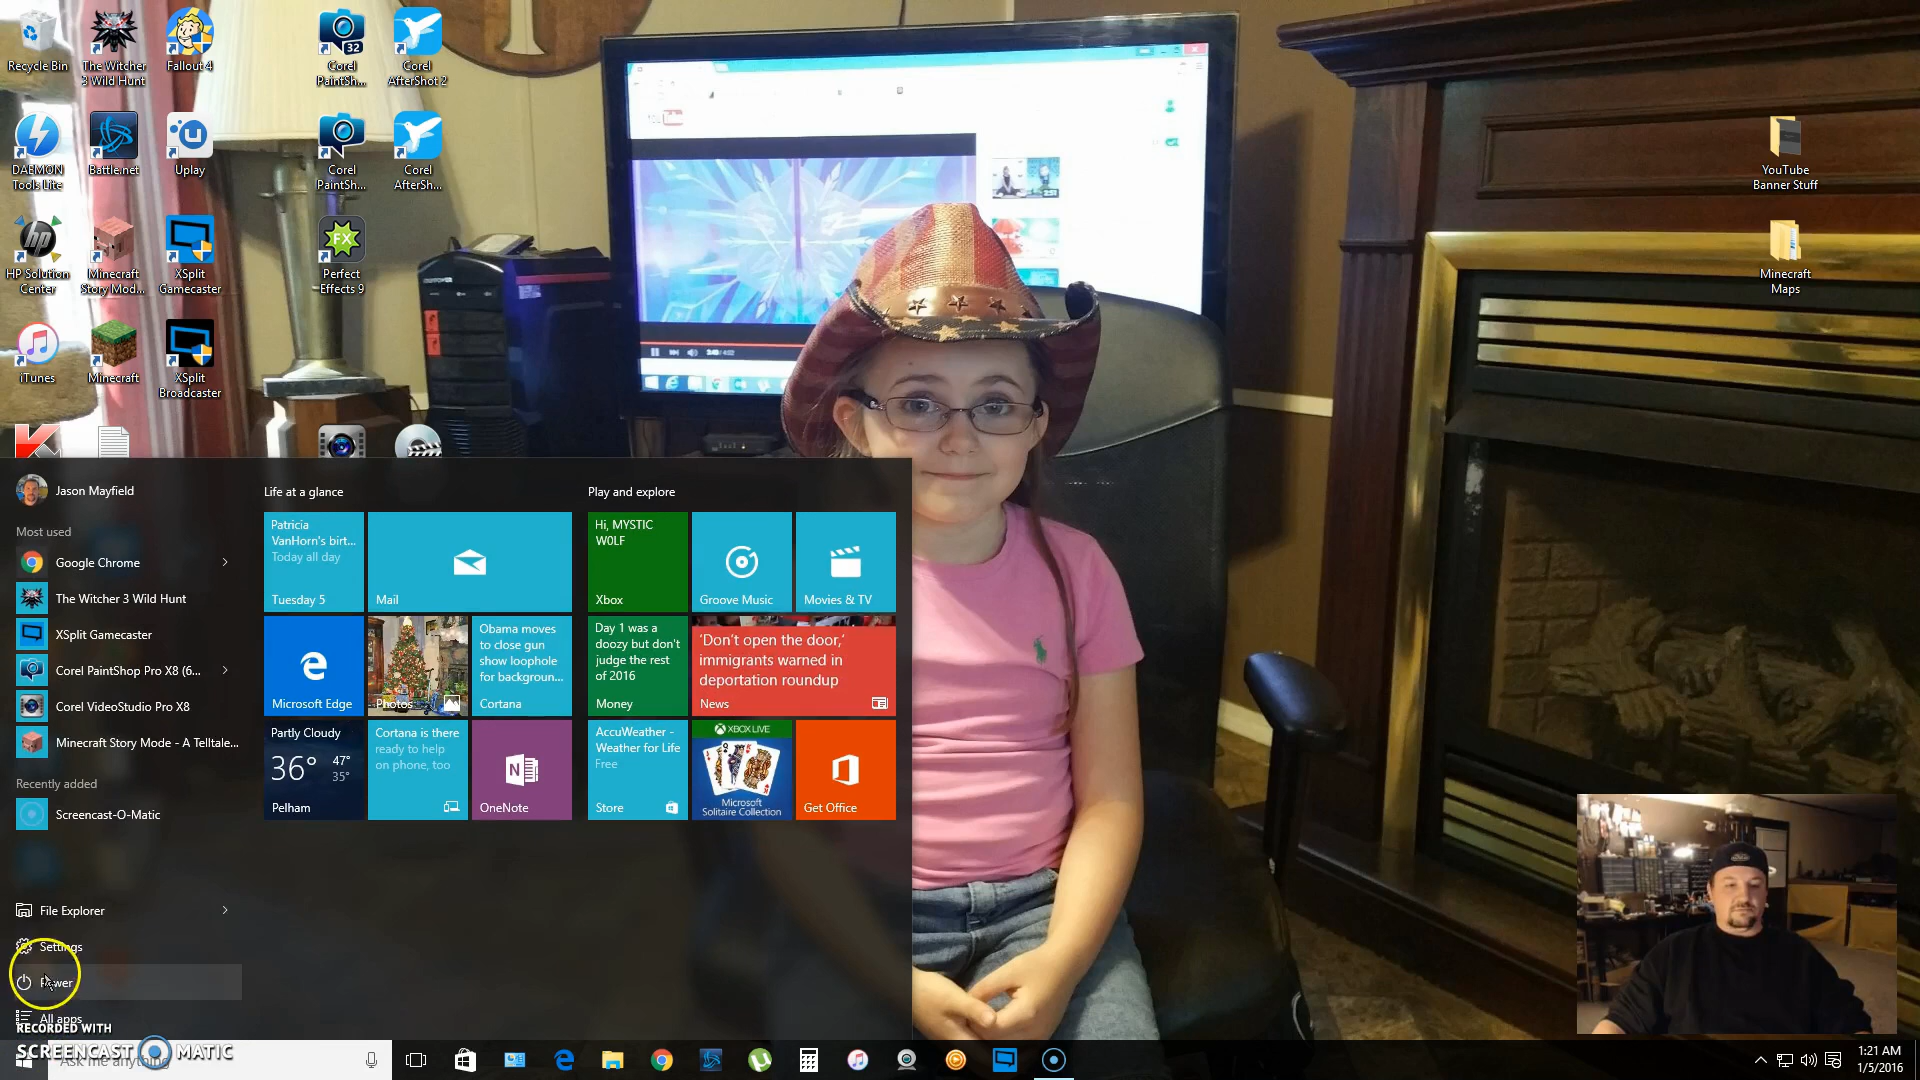 Recycle Bin
The Witcher
3 Wild Hunt
Fallout 4
32
Corel
PaintSh...
Corel
AfterShot 2
DAEMON
Tools Lite
Battle.net
Uplay
Corel
PaintSh...
Corel
AfterSh...
YouTube
Banner Stuff
HP Solution
Center
Minecraft
Story Mod...
XSplit
Gamecaster
FX
Perfect
Effects 9
Minecraft
Maps
iTunes
Minecraft
XSplit
Broadcaster
Jason Mayfield
Most used
Google Chrome
The Witcher 3 Wild Hunt
XSplit Gamecaster
Corel PaintShop Pro X8 (6...
Corel VideoStudio Pro X8
Minecraft Story Mode - A Telltale...
Recently added
Screencast-O-Matic
File Explorer
Settings
Power
All apps
Life at a glance
Patricia
VanHorn's birt...
Today all day
Tuesday 5
Mail
Microsoft Edge
Photos
Obama moves
to close gun
show loophole
for backgroun...
Cortana
Partly Cloudy
36° 47°
35°
Pelham
Cortana is there
ready to help
on phone, too
OneNote
Play and explore
Hi, MYSTIC
W0LF
Xbox
Groove Music
Movies & TV
Day 1 was a
doozy but don't
judge the rest
of 2016
Money
'Don't open the door,'
immigrants warned in
deportation roundup
News
AccuWeather -
Weather for Life
Free
Store
XBOX LIVE
Microsoft
Solitaire Collection
Get Office
RECORDED WITH
SCREENCAST MATIC
Ask me anything
1:21 AM
1/5/2016